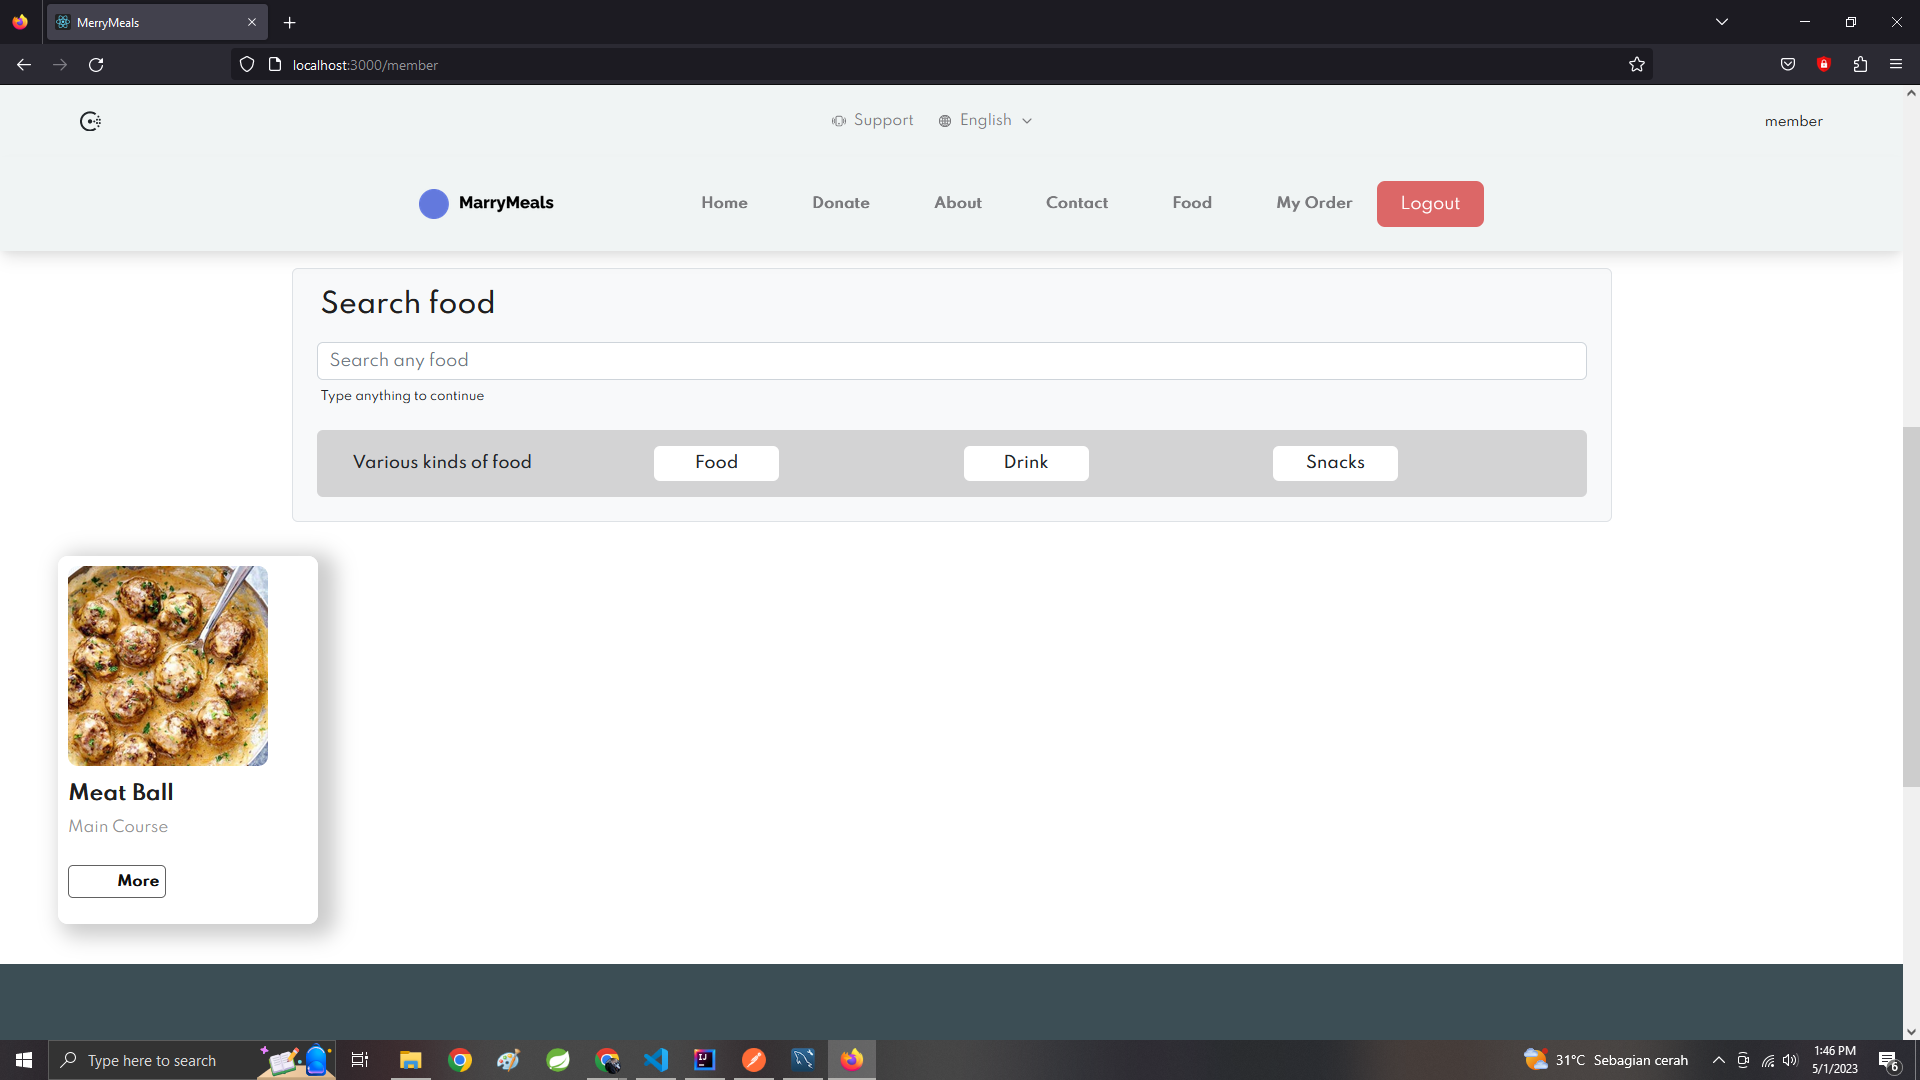 MerryMeals
localhost:3000/member
Support
English
member
MarryMeals
Home
Donate
About
Contact
Food
My Order
Logout
Search food
Search any food
Type anything to continue
Various kinds of food
Food
Drink
Snacks
Meat Ball
Main Course
More
Type here to search
31°C Sebagian cerah
1:46 PM
5/1/2023
6